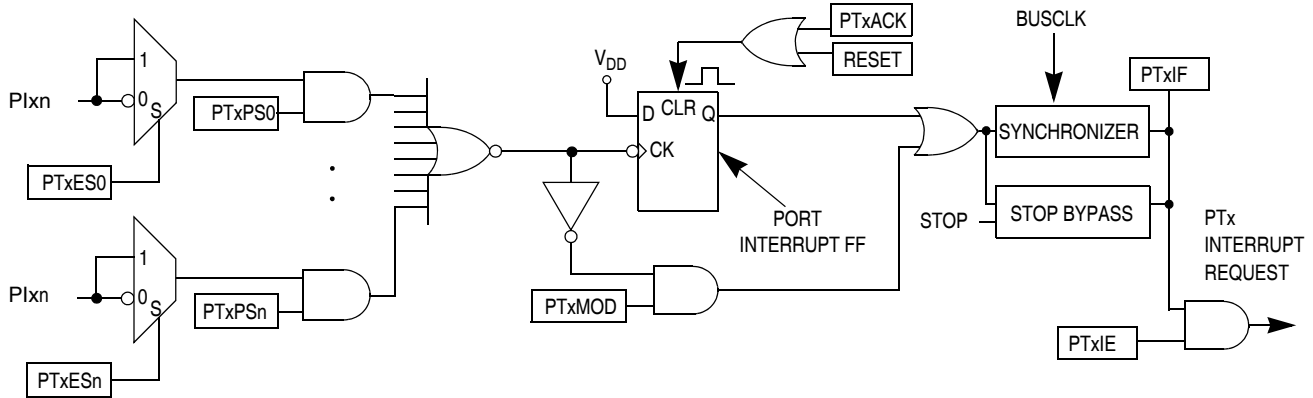 PTxACK
RESET
BUSCLK
PTxIF
VDD
PIxn
1
0
S
PTxPS0
PTxES0
D
CLR
Q
CK
SYNCHRONIZER
STOP BYPASS
STOP
PORT
INTERRUPT FF
PTx
INTERRUPT
REQUEST
PIxn
1
0
S
PTxPSn
PTxESn
PTxMOD
PTxIE